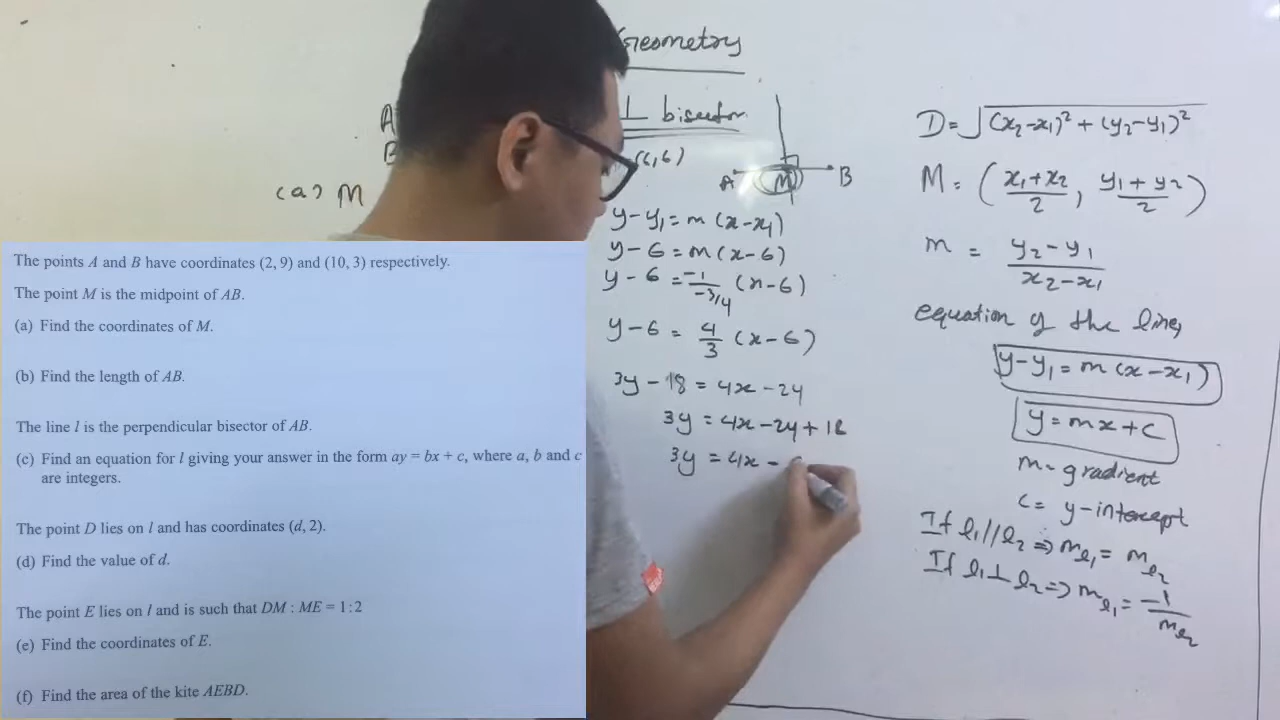 Geometry
A
⊥ bisector
B
(6,6)
A M B
(a) M
y-y₁ = m (x-x₁)
y-6 = m(x-6)
y-6 = -1/-3/4 (x-6)
y-6 = 4/3 (x-6)
3y - 18 = 4x - 24
3y = 4x - 24 + 18
3y = 4x -
The points A and B have coordinates (2, 9) and (10, 3) respectively.
The point M is the midpoint of AB.
(a) Find the coordinates of M.
(b) Find the length of AB.
The line l is the perpendicular bisector of AB.
(c) Find an equation for l giving your answer in the form ay = bx + c, where a, b and c
are integers.
The point D lies on l and has coordinates (d, 2).
(d) Find the value of d.
The point E lies on l and is such that DM : ME = 1:2
(e) Find the coordinates of E.
(f) Find the area of the kite AEBD.
D = √(x₂-x₁)² + (y₂-y₁)²
M = (x₁+x₂/2, y₁+y₂/2)
m = y₂-y₁/x₂-x₁
equation of the line,
y-y₁ = m (x-x₁)
y = mx+c
m = gradient
c = y-intercept
If l₁//l₂ ⇒ mₗ₁ = mₗ₂
If l₁⊥l₂ ⇒ mₗ₁ = -1/mₗ₂